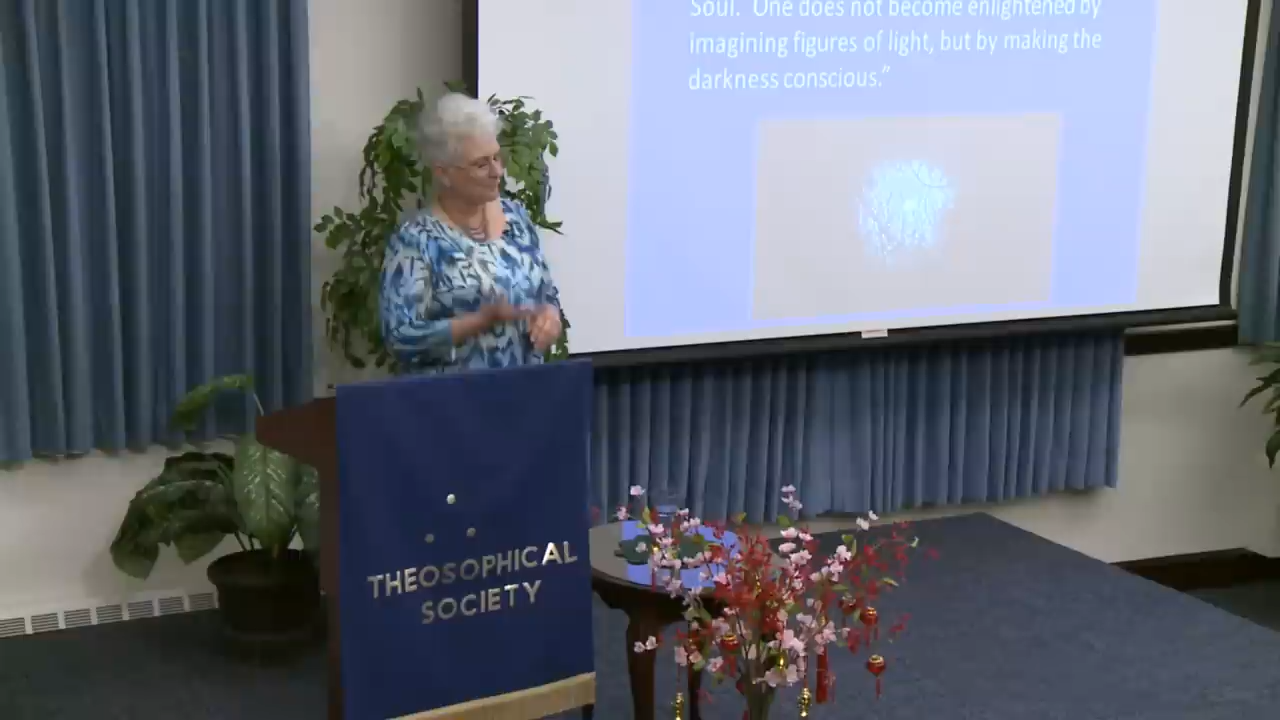 Soul. One does not become enlightened by
imagining figures of light, but by making the
darkness conscious.”
THEOSOPHICAL
SOCIETY